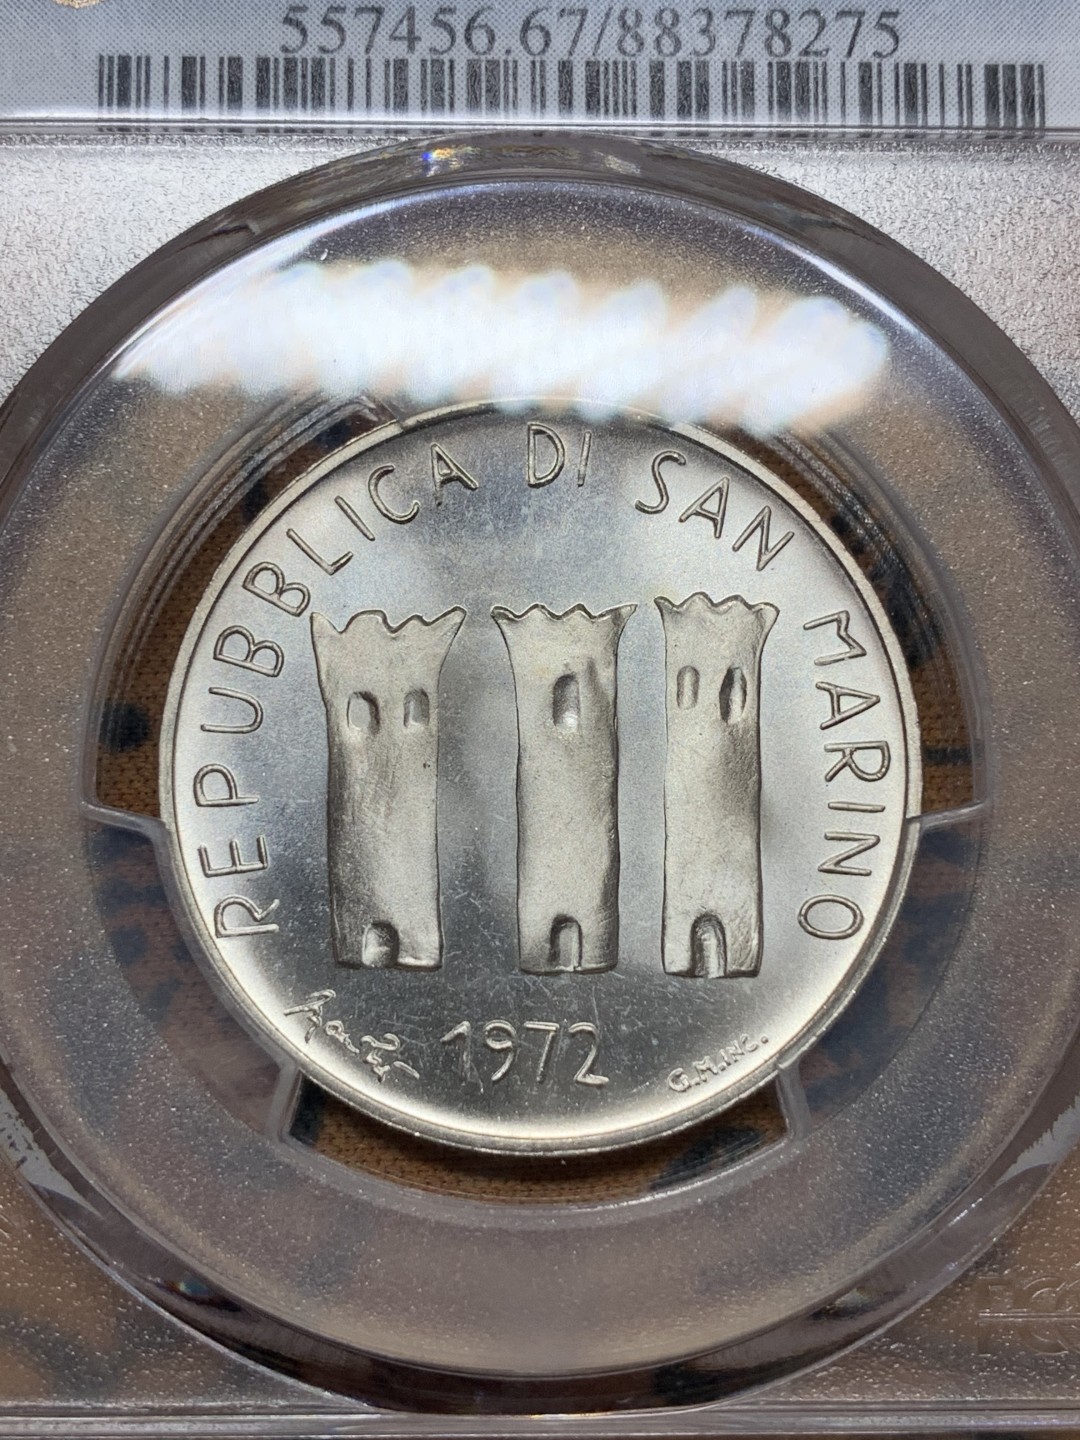 557456.67/88378275
REPUBBLICA DI SAN MARINO
1972
G.M.INC.